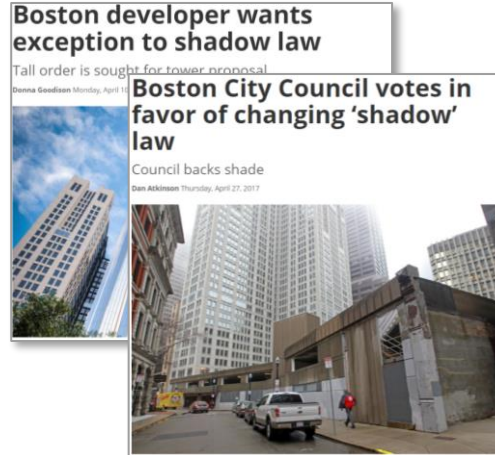 Boston developer wants
exception to shadow law
Tall order is sought for tower proposal
Donna Goodison Monday, April 10
Boston City Council votes in
favor of changing ‘shadow’
law
Council backs shade
Dan Atkinson Thursday, April 27, 2017